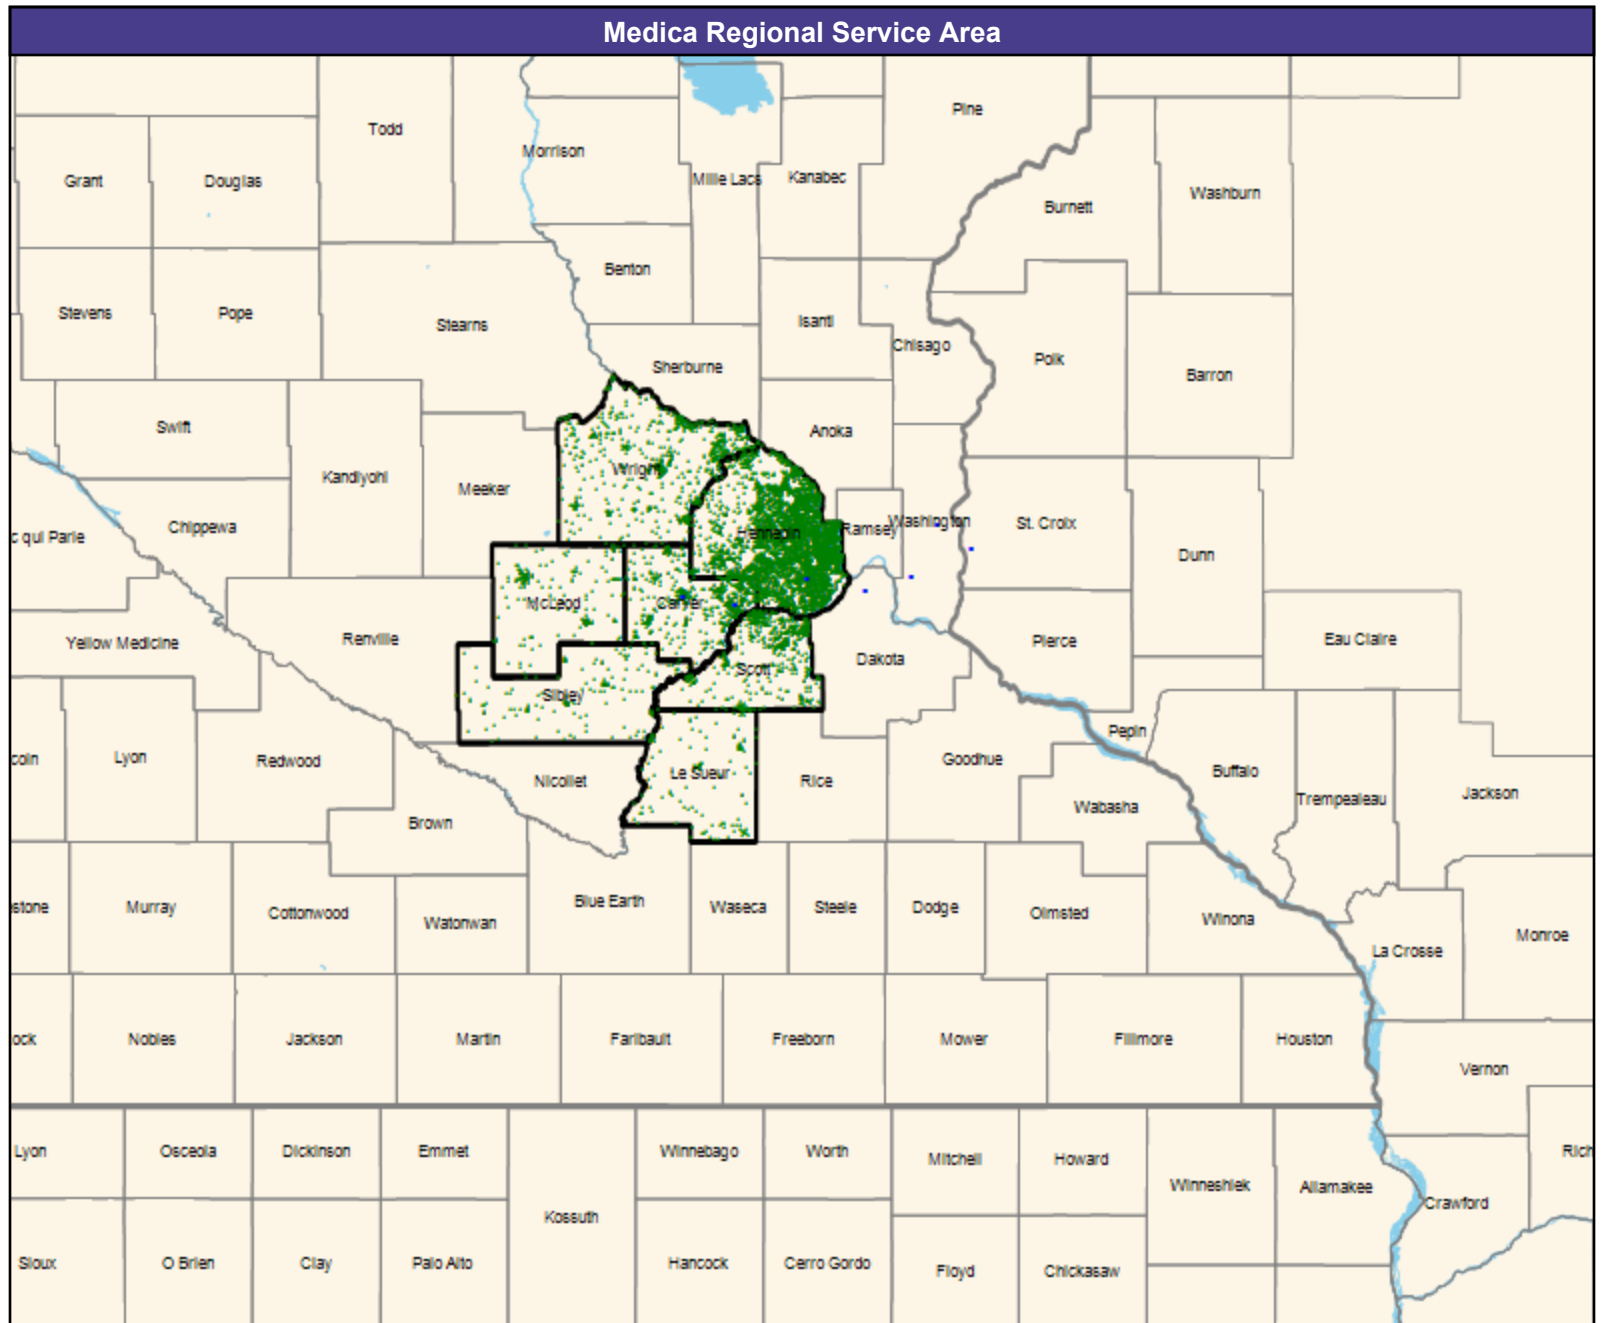 Medica Regional Service Area
Pine
Todd
Morrison
Mille Lacs
Kanabec
Grant
Douglas
Washburn
Burnett
Benton
Stevens
Pope
Stearns
Isanti
Chisago
Polk
Barron
Sherburne
Swift
Anoka
Wright
Kandiyohi
Meeker
Chippewa
c qui Parle
Hennepin
Ramsey
Washington
St. Croix
Dunn
McLeod
Carver
Yellow Medicine
Renville
Pierce
Eau Claire
Dakota
Scott
Sibley
Pepin
coln
Lyon
Redwood
Nicollet
Le Sueur
Rice
Goodhue
Buffalo
Trempealeau
Jackson
Wabasha
Brown
stone
Murray
Cottonwood
Watonwan
Blue Earth
Waseca
Steele
Dodge
Olmsted
Winona
La Crosse
Monroe
ock
Nobles
Jackson
Martin
Faribault
Freeborn
Mower
Fillmore
Houston
Vernon
Lyon
Osceola
Dickinson
Emmet
Winnebago
Worth
Mitchell
Howard
Winneshiek
Allamakee
Crawford
Rich
Kossuth
Sioux
O Brien
Clay
Palo Alto
Hancock
Cerro Gordo
Floyd
Chickasaw